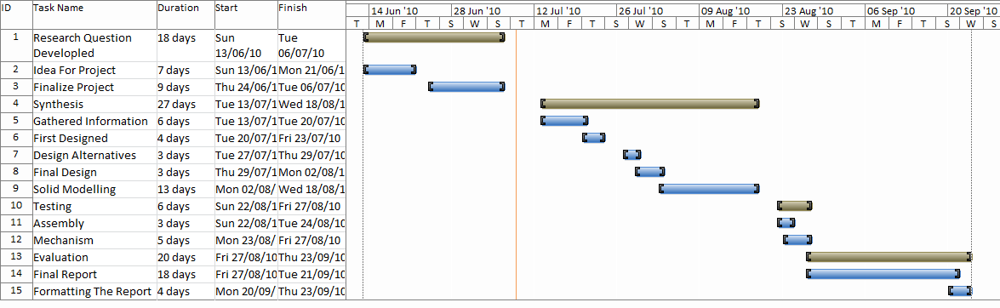 ID Task Name Duration Start Finish 14 Jun '10 28 Jun '10 12 Jul '10 26 Jul '10 09 Aug '10 23 Aug '10 06 Sep '10 20 Sep '10
T M F T S W S T M F T S W S T M F T S W S T M F T S W S
1 Research Question 18 days Sun Tue
Developled 13/06/10 06/07/10
2 Idea For Project 7 days Sun 13/06/1 Mon 21/06/1
3 Finalize Project 9 days Thu 24/06/1 Tue 06/07/10
4 Synthesis 27 days Tue 13/07/1 Wed 18/08/1
5 Gathered Information 6 days Tue 13/07/1 Tue 20/07/10
6 First Designed 4 days Tue 20/07/1 Fri 23/07/10
7 Design Alternatives 3 days Tue 27/07/1 Thu 29/07/10
8 Final Design 3 days Thu 29/07/1 Mon 02/08/1
9 Solid Modelling 13 days Mon 02/08/ Wed 18/08/1
10 Testing 6 days Sun 22/08/1 Fri 27/08/10
11 Assembly 3 days Sun 22/08/1 Tue 24/08/10
12 Mechanism 5 days Mon 23/08/ Fri 27/08/10
13 Evaluation 20 days Fri 27/08/10 Thu 23/09/10
14 Final Report 18 days Fri 27/08/10 Tue 21/09/10
15 Formatting The Report 4 days Mon 20/09/ Thu 23/09/10